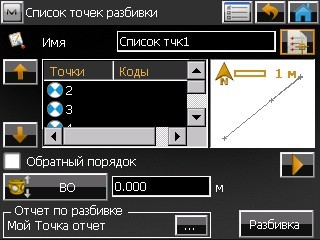 Список точек разбивки
Имя
Список тчк1
Точки Коды
2
3
N
1 м
Обратный порядок
ВО
0.000 м
Отчет по разбивке
Мой Точка отчет
...
Разбивка